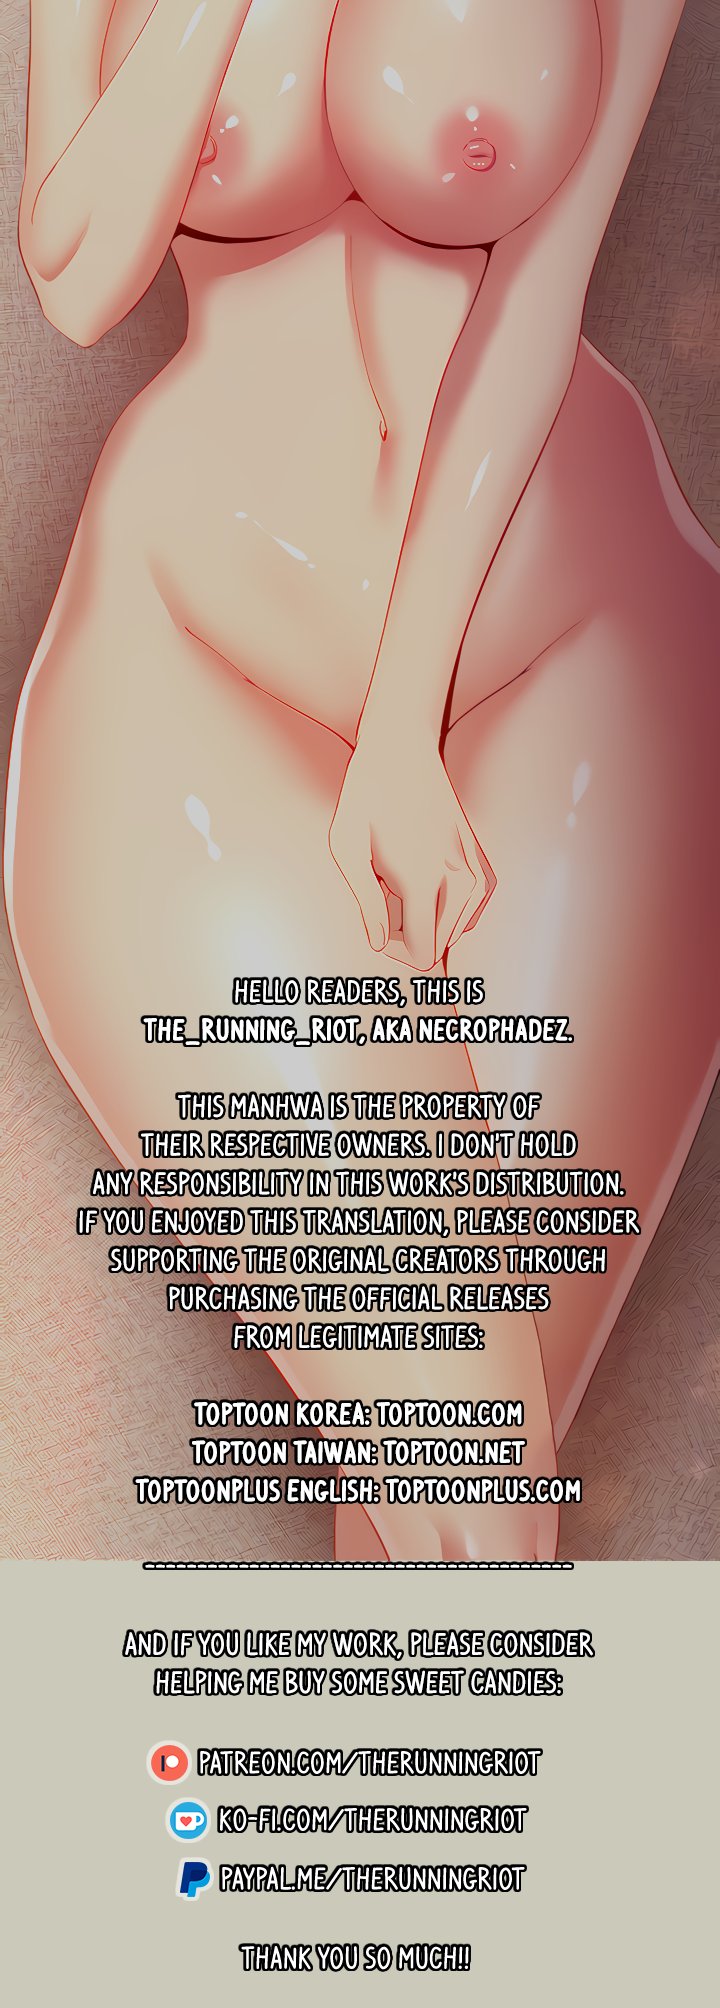 HELLO READERS, THIS IS
THE_RUNNING_RIOT, AKA NECROPHADEZ.
THIS MANHWA IS THE PROPERTY OF
THEIR RESPECTIVE OWNERS. I DON'T HOLD
ANY RESPONSIBILITY IN THIS WORK'S DISTRIBUTION.
IF YOU ENJOYED THIS TRANSLATION, PLEASE CONSIDER
SUPPORTING THE ORIGINAL CREATORS THROUGH
PURCHASING THE OFFICIAL RELEASES
FROM LEGITIMATE SITES:
TOPTOON KOREA: TOPTOON.COM
TOPTOON TAIWAN: TOPTOON.NET
TOPTOONPLUS ENGLISH: TOPTOONPLUS.COM
----------------------------------------
AND IF YOU LIKE MY WORK, PLEASE CONSIDER
HELPING ME BUY SOME SWEET CANDIES:
PATREON.COM/THERUNNINGRIOT
KO-FI.COM/THERUNNINGRIOT
PAYPAL.ME/THERUNNINGRIOT
THANK YOU SO MUCH!!